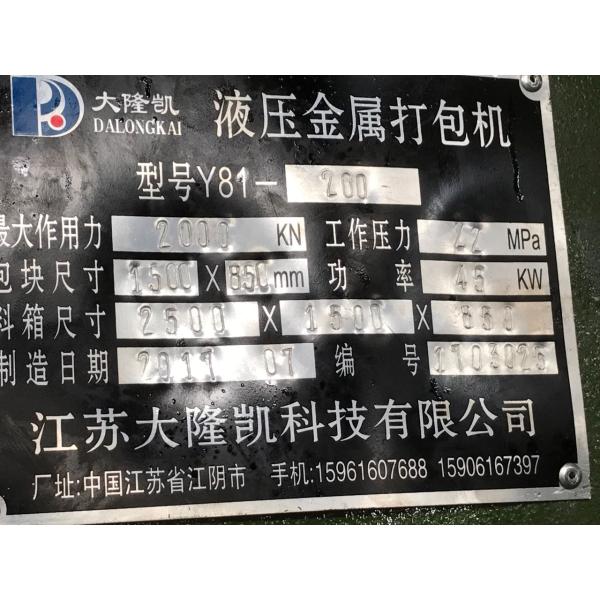 大隆凯
DALONGKAI
液压金属打包机
型号Y81-200-
最大作用力 2000 KN 工作压力 22 MPa
包块尺寸 1500 X 850 mm 功率 45 KW
料箱尺寸 2500 X 1500 X 850
制造日期 2017 07 编号 1703025
江苏大隆凯科技有限公司
厂址:中国江苏省江阴市 手机:15961607688 15906167397